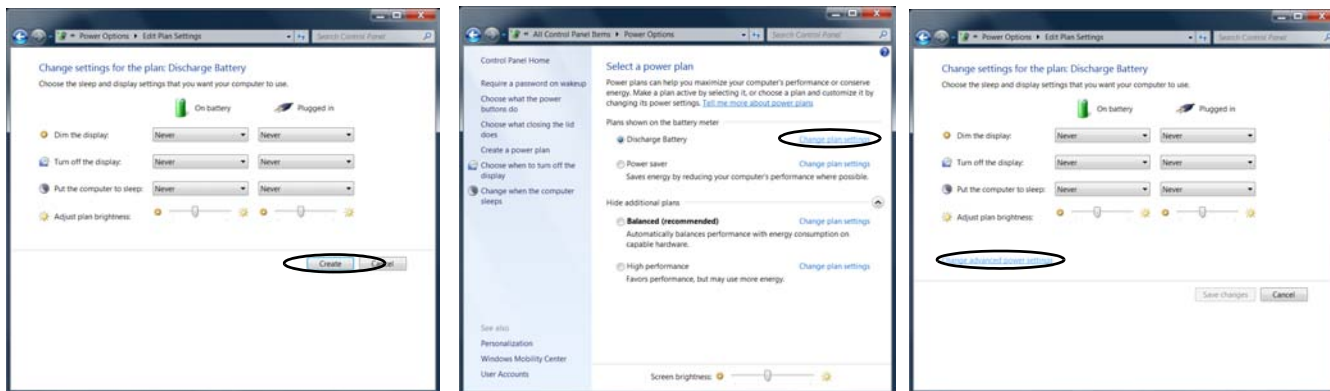 Power Options ▸ Edit Plan Settings
Search Control Panel
Change settings for the plan: Discharge Battery
Choose the sleep and display settings that you want your computer to use.
On battery Plugged in
Dim the display: Never Never
Turn off the display: Never Never
Put the computer to sleep: Never Never
Adjust plan brightness:
Create Cancel
All Control Panel Items ▸ Power Options
Search Control Panel
Control Panel Home
Require a password on wakeup
Choose what the power
buttons do
Choose what closing the lid
does
Create a power plan
Choose when to turn off the
display
Change when the computer
sleeps
See also
Personalization
Windows Mobility Center
User Accounts
Select a power plan
Power plans can help you maximize your computer's performance or conserve
energy. Make a plan active by selecting it, or choose a plan and customize it by
changing its power settings. Tell me more about power plans
Plans shown on the battery meter
Discharge Battery Change plan settings
Power saver Change plan settings
Saves energy by reducing your computer's performance where possible.
Hide additional plans
Balanced (recommended) Change plan settings
Automatically balances performance with energy consumption on
capable hardware.
High performance Change plan settings
Favors performance, but may use more energy.
Screen brightness:
Power Options ▸ Edit Plan Settings
Search Control Panel
Change settings for the plan: Discharge Battery
Choose the sleep and display settings that you want your computer to use.
On battery Plugged in
Dim the display: Never Never
Turn off the display: Never Never
Put the computer to sleep: Never Never
Adjust plan brightness:
Change advanced power settings
Save changes Cancel